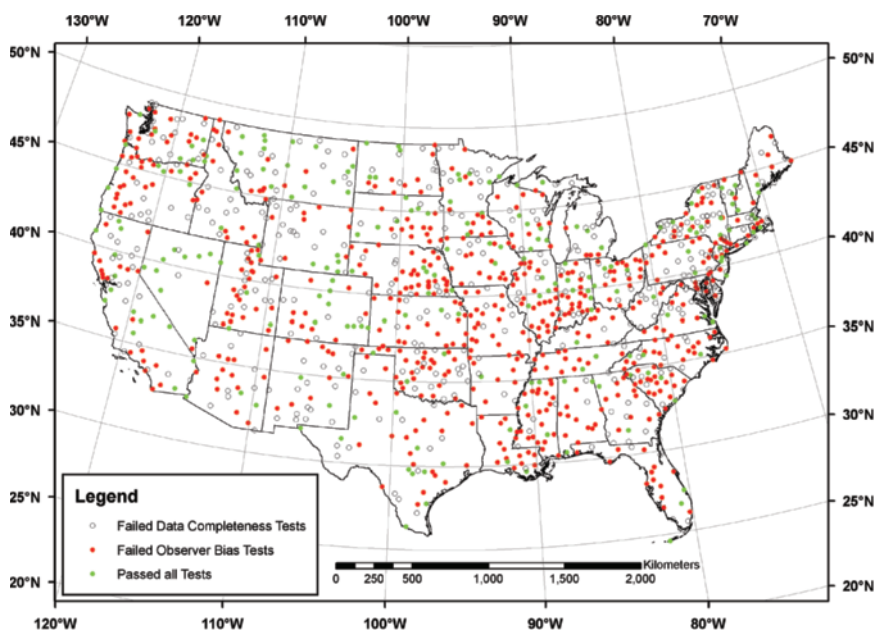 130°W 120°W 110°W 100°W 90°W 80°W 70°W
50°N 50°N
45°N 45°N
40°N 40°N
35°N 35°N
30°N 30°N
25°N 25°N
20°N 20°N
Legend
Failed Data Completeness Tests
Failed Observer Bias Tests
Passed all Tests
Kilometers
0 250 500 1,000 1,500 2,000
120°W 110°W 100°W 90°W 80°W